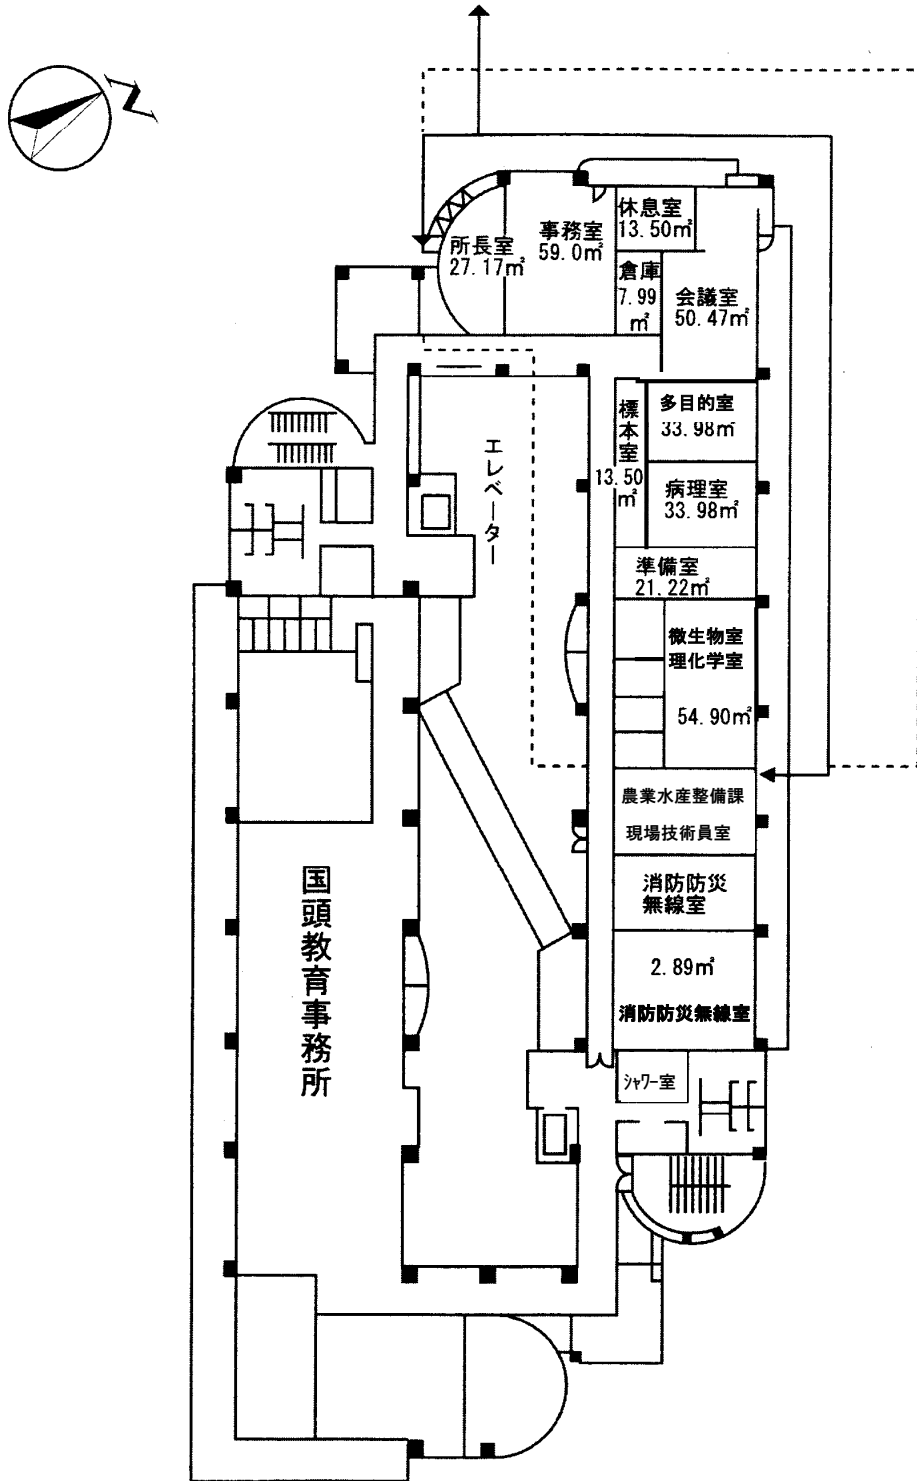 Z
休息室
13.50㎡
事務室
59.0㎡
所長室
27.17㎡
倉庫
7.99
㎡
会議室
50.47㎡
標本室
13.50
㎡
多目的室
33.98㎡
エレベーター
病理室
33.98㎡
準備室
21.22㎡
微生物室
理化学室
54.90㎡
農業水産整備課
現場技術員室
消防防災
無線室
国頭教育事務所
2.89㎡
消防防災無線室
シャワー室